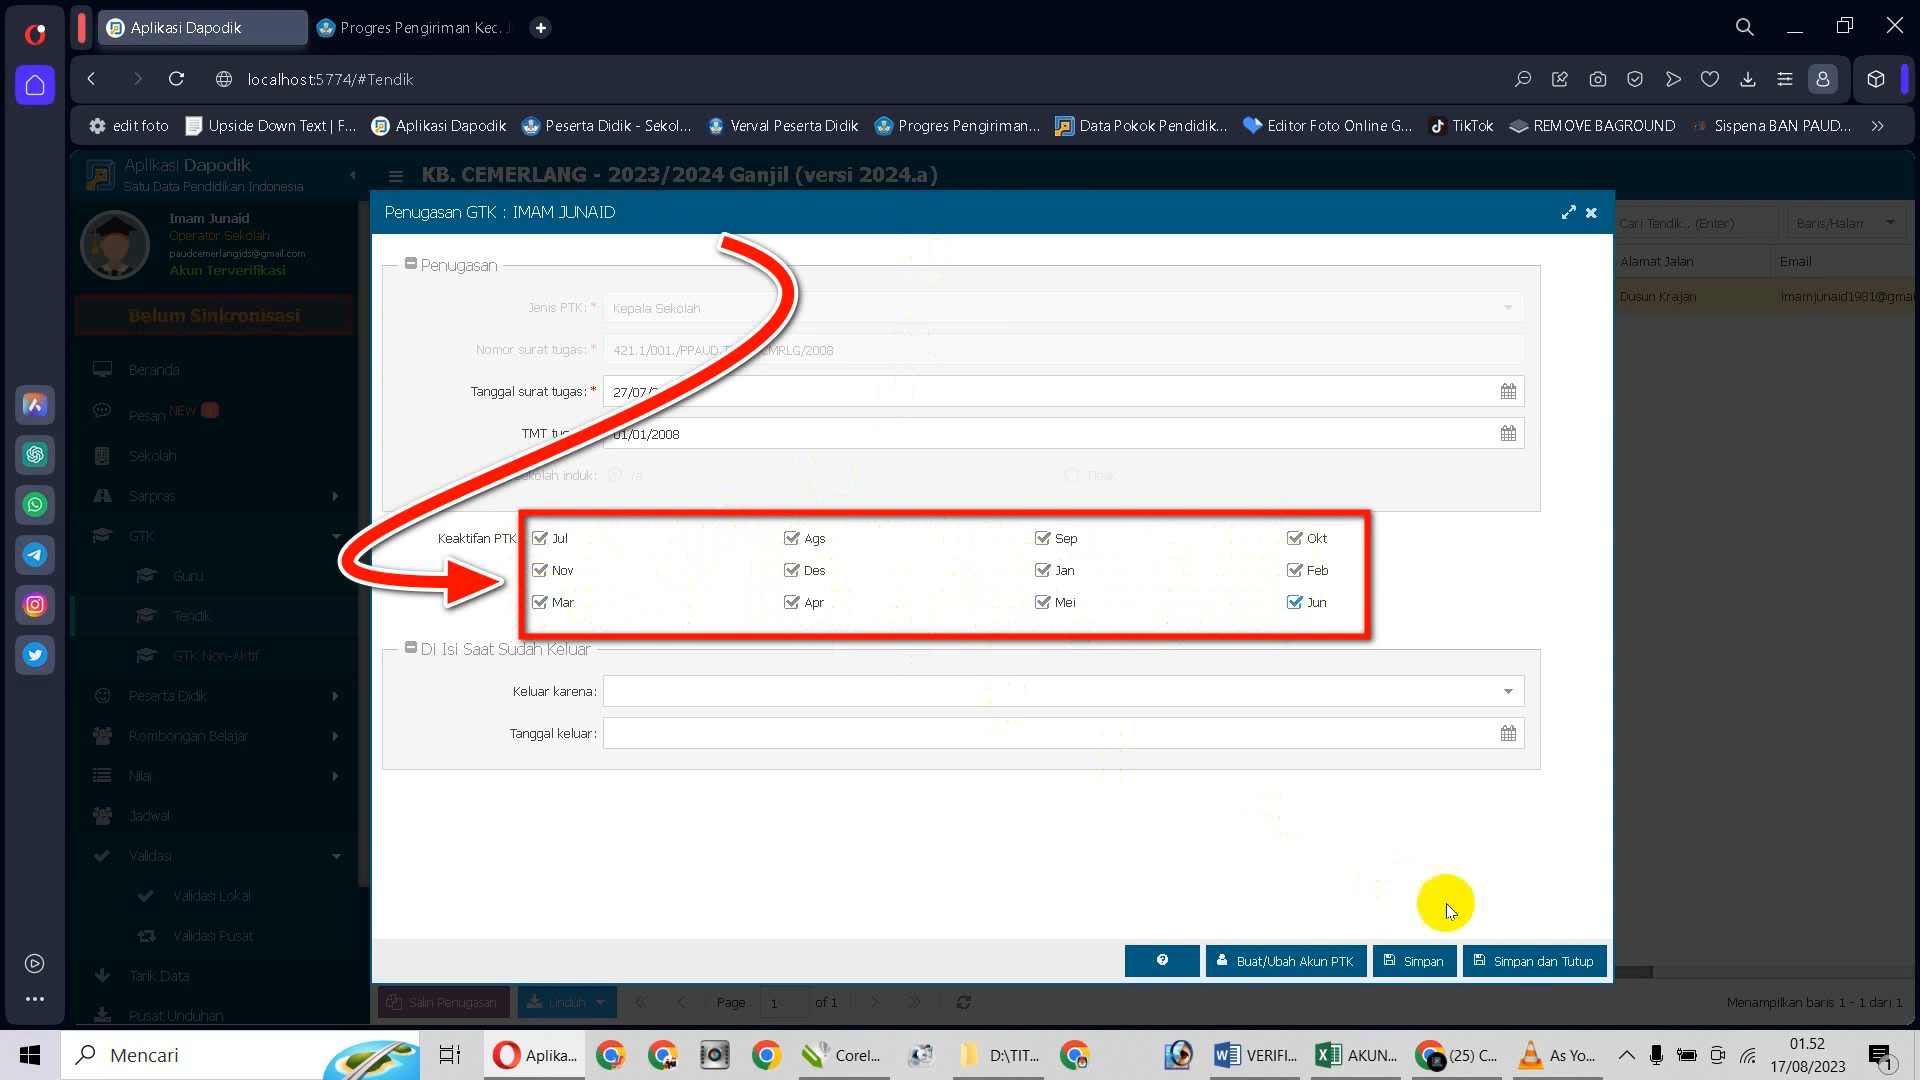 Aplikasi Dapodik
Progres Pengiriman Kec. J
localhost:5774/#Tendik
edit foto
Upside Down Text | F...
Aplikasi Dapodik
Peserta Didik - Sekol...
Verval Peserta Didik
Progres Pengiriman...
Data Pokok Pendidik...
Editor Foto Online G...
TikTok
REMOVE BAGROUND
Sispena BAN PAUD...
Aplikasi Dapodik
Satu Data Pendidikan Indonesia
KB. CEMERLANG - 2023/2024 Ganjil (versi 2024.a)
Imam Junaid
Operator Sekolah
paudcemerlangjds@gmail.com
Akun Terverifikasi
Belum Sinkronisasi
Beranda
Pesan NEW
Sekolah
Sarpras
GTK
Guru
Tendik
GTK Non-Aktif
Peserta Didik
Rombongan Belajar
Nilai
Jadwal
Validasi
Validasi Lokal
Validasi Pusat
Tarik Data
Pusat Unduhan
Penugasan GTK : IMAM JUNAID
Penugasan
Jenis PTK: * Kepala Sekolah
Nomor surat tugas: *
Tanggal surat tugas: * 27/07/
TMT 01/01/2008
induk:
Keaktifan PTK
Jul Ags Sep Okt
Nov Des Jan Feb
Mar Apr Mei Jun
Di Isi Saat Sudah Keluar
Keluar karena:
Tanggal keluar:
Buat/Ubah Akun PTK
Simpan
Simpan dan Tutup
Cari Tendik.. (Enter)
Baris/Halam
Alamat Jalan
Email
Dusun Krajan
imamjunaid1981@gmai
Salin Penugasan
Unduh
Page 1 of 1
Menampilkan baris 1 - 1 dari 1
Mencari
Aplika...
Corel...
D:\TIT...
VERIFI...
AKUN...
(25) C...
As Yo...
01.52
17/08/2023
1